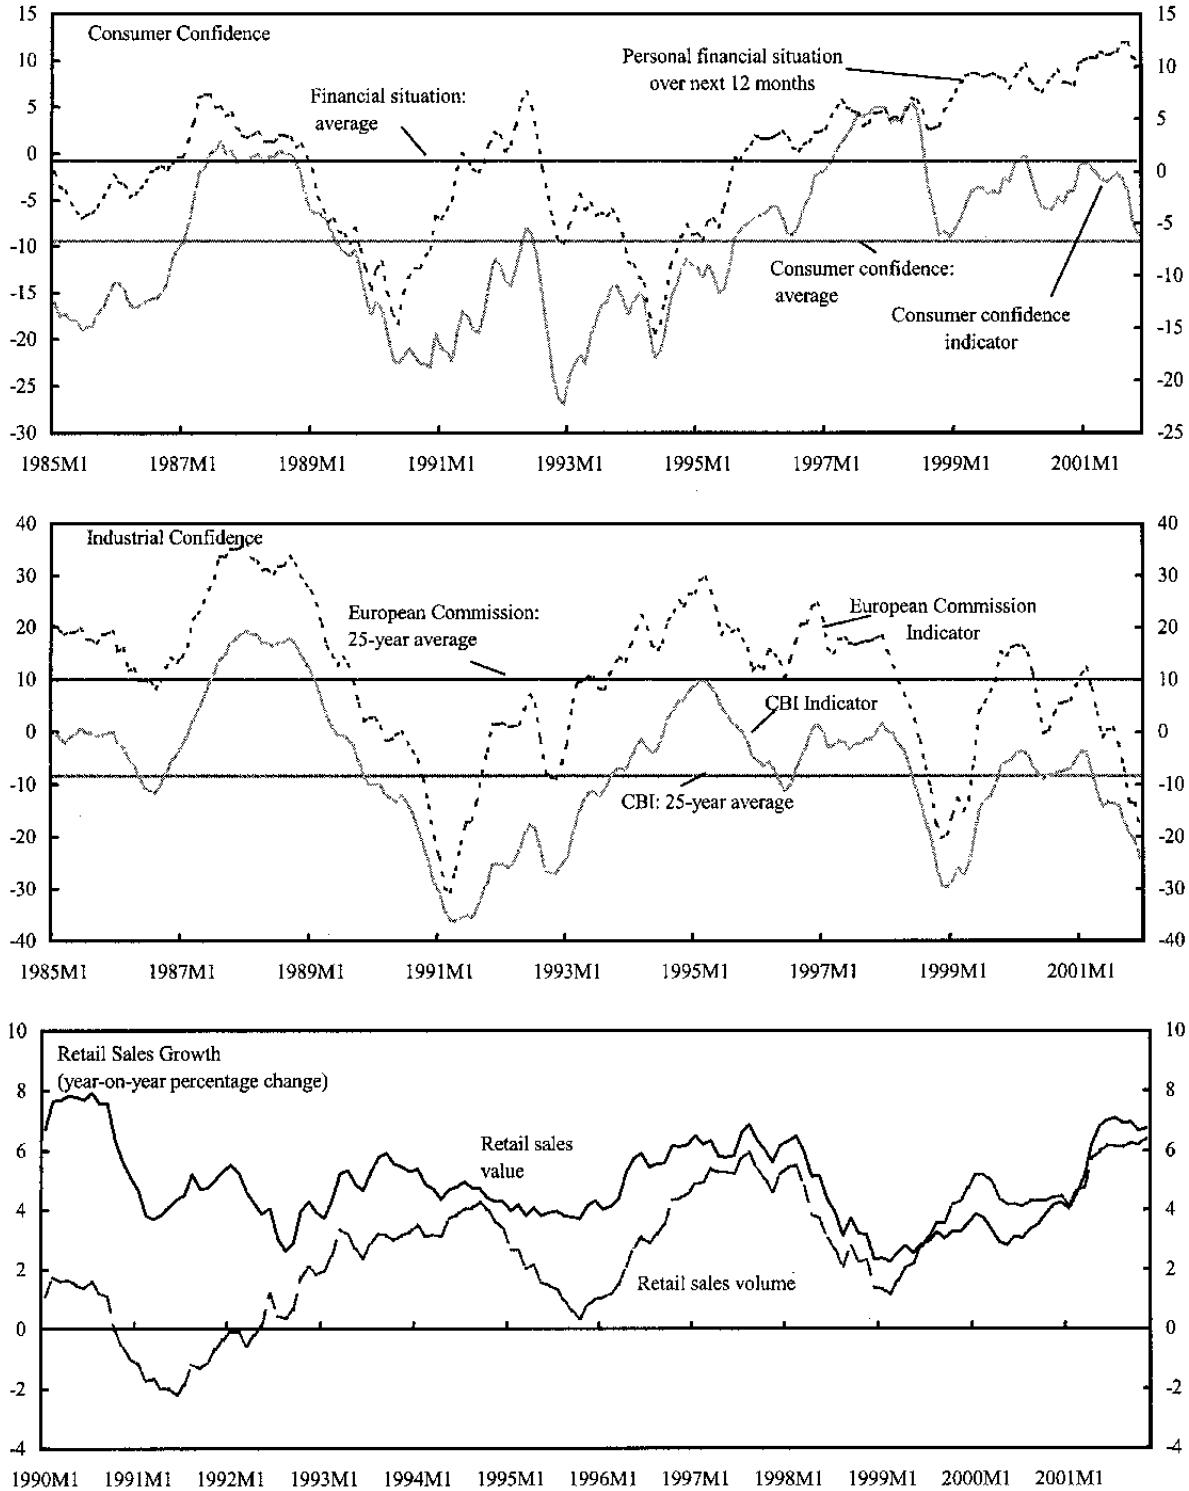 Consumer Confidence
Personal financial situation
over next 12 months
Financial situation:
average
Consumer confidence:
average
Consumer confidence
indicator
15
10
5
0
-5
-10
-15
-20
-25
-30
15
10
5
0
-5
-10
-15
-20
-25
1985M1 1987M1 1989M1 1991M1 1993M1 1995M1 1997M1 1999M1 2001M1
Industrial Confidence
European Commission:
25-year average
European Commission
Indicator
CBI Indicator
CBI: 25-year average
40
30
20
10
0
-10
-20
-30
-40
40
30
20
10
0
-10
-20
-30
-40
1985M1 1987M1 1989M1 1991M1 1993M1 1995M1 1997M1 1999M1 2001M1
Retail Sales Growth
(year-on-year percentage change)
Retail sales
value
Retail sales volume
10
8
6
4
2
0
-2
-4
10
8
6
4
2
0
-2
-4
1990M1 1991M1 1992M1 1993M1 1994M1 1995M1 1996M1 1997M1 1998M1 1999M1 2000M1 2001M1